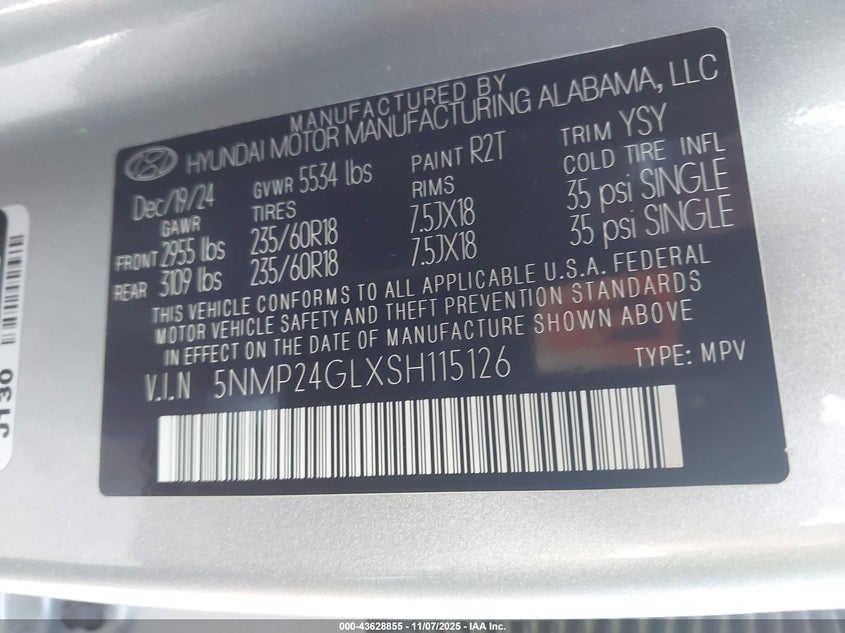 MANUFACTURED BY
HYUNDAI MOTOR MANUFACTURING ALABAMA, LLC
Dec/19/24 GVWR 5534 lbs PAINT R2T TRIM YSY
GAWR TIRES RIMS COLD TIRE INFL
FRONT 2955 lbs 235/60R18 7.5JX18 35 psi SINGLE
REAR 3109 lbs 235/60R18 7.5JX18 35 psi SINGLE
THIS VEHICLE CONFORMS TO ALL APPLICABLE U.S.A. FEDERAL
MOTOR VEHICLE SAFETY AND THEFT PREVENTION STANDARDS
IN EFFECT ON THE DATE OF MANUFACTURE SHOWN ABOVE
V.I.N 5NMP24GLXSH115126 TYPE: MPV
J130
000-43628855 - 11/07/2025 - IAA Inc.